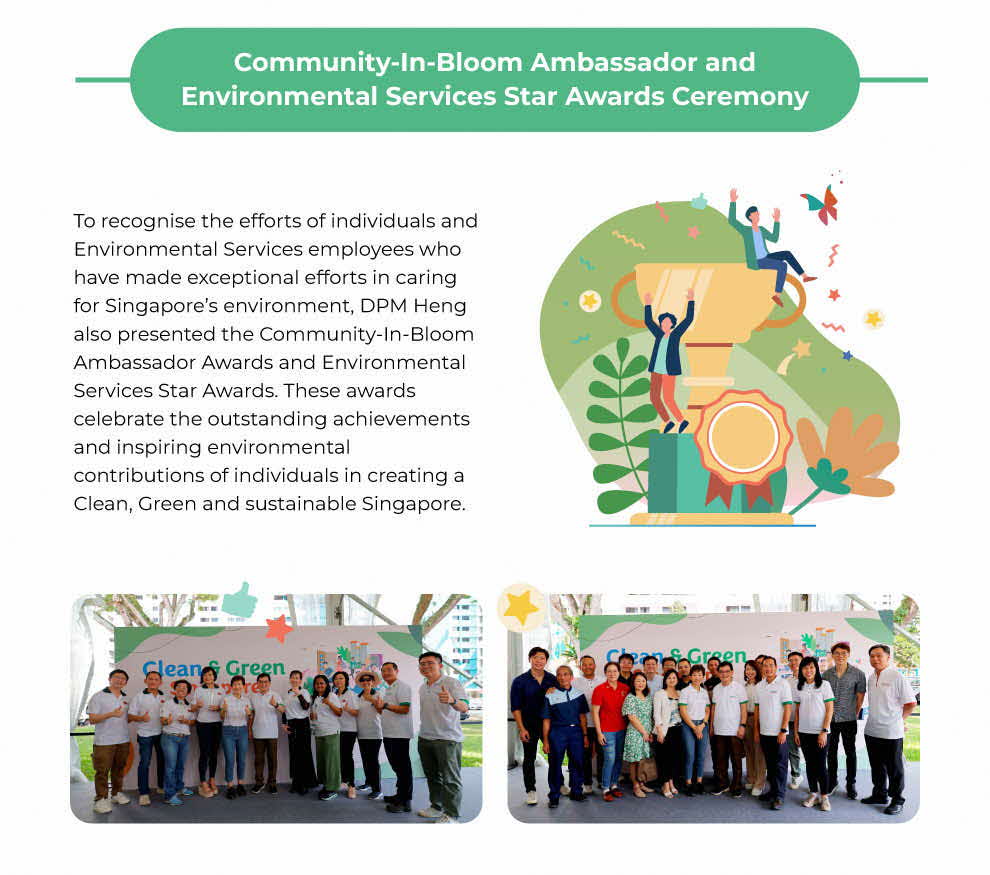 Community-In-Bloom Ambassador and
Environmental Services Star Awards Ceremony
To recognise the efforts of individuals and
Environmental Services employees who
have made exceptional efforts in caring
for Singapore’s environment, DPM Heng
also presented the Community-In-Bloom
Ambassador Awards and Environmental
Services Star Awards. These awards
celebrate the outstanding achievements
and inspiring environmental
contributions of individuals in creating a
Clean, Green and sustainable Singapore.
Clean & Green
Clean & Green